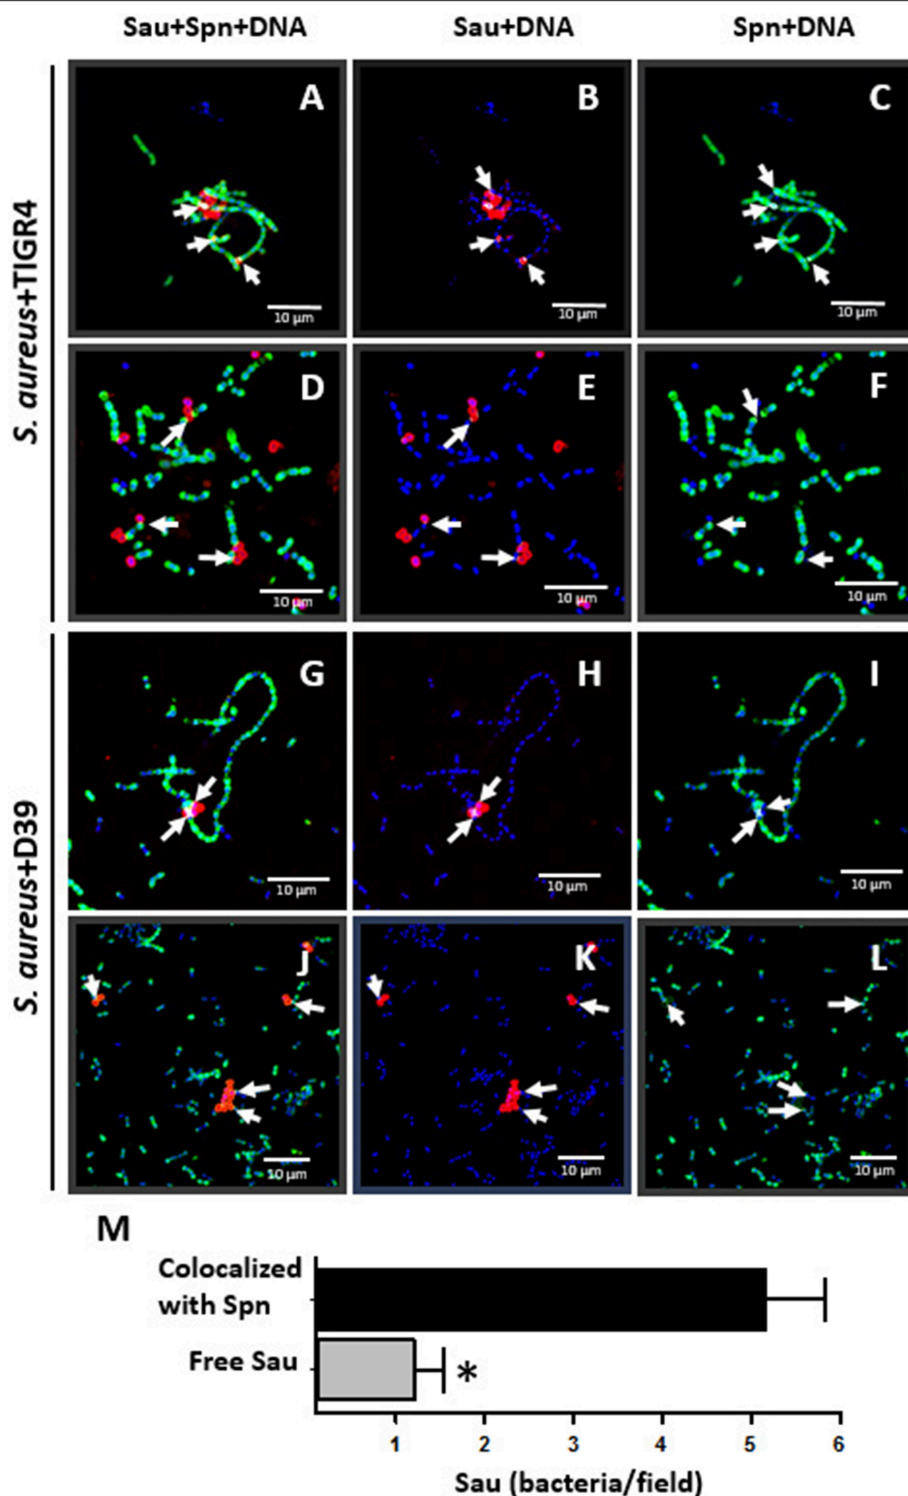 Sau+Spn+DNA Sau+DNA Spn+DNA
S. aureus+TIGR4
A B C
10 µm 10 µm 10 µm
D E F
10 µm 10 µm 10 µm
S. aureus+D39
G H I
10 µm 10 µm 10 µm
J K L
10 µm 10 µm 10 µm
M
Colocalized
with Spn
Free Sau *
1 2 3 4 5 6
Sau (bacteria/field)